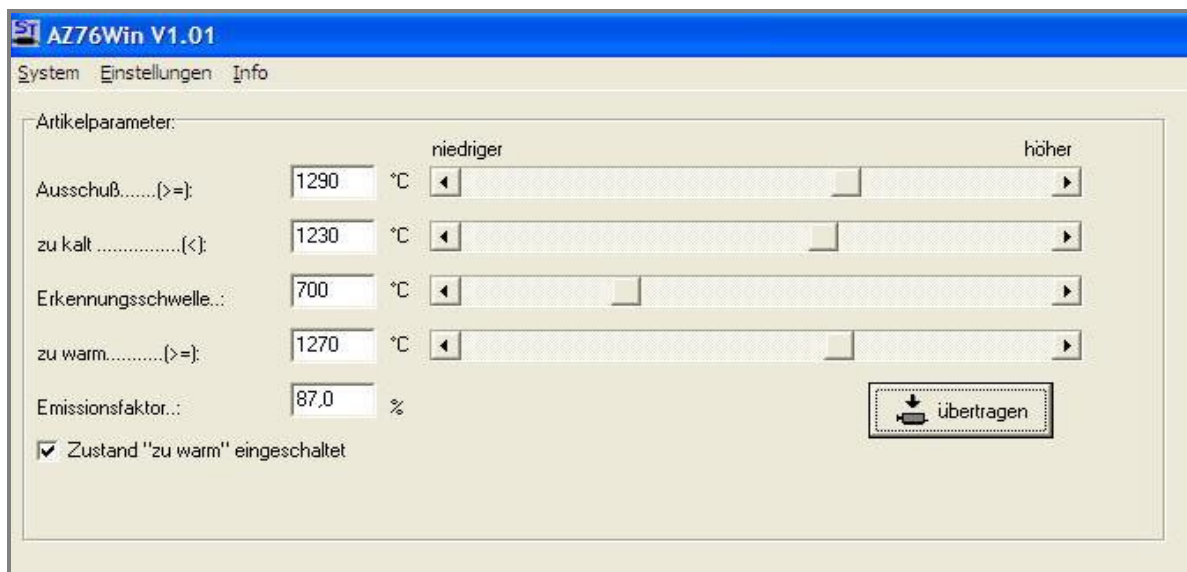 ST AZ76Win V1.01
System Einstellungen Info
Artikelparameter:
niedriger höher
Ausschuß.......(>=): 1290 °C
zu kalt ...............(<): 1230 °C
Erkennungsschwelle..: 700 °C
zu warm..........(>=): 1270 °C
Emissionsfaktor..: 87,0 %
übertragen
Zustand "zu warm" eingeschaltet